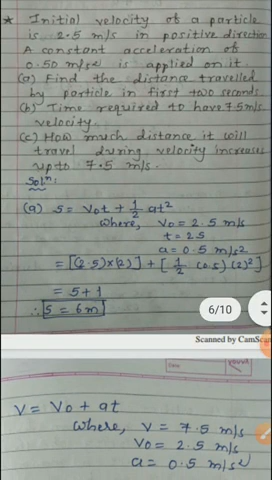 * Initial velocity of a particle
is 2.5 m/s in positive direction
A constant acceleration of
0.50 m/s² is applied on it.
(a) Find the distance travelled
by particle in first two seconds.
(b) Time required to have 7.5 m/s
velocity.
(c) How much distance it will
travel during velocity increases
upto 7.5 m/s.
Solⁿ:
(a) S = V₀t + 1/2 at²
where, V₀ = 2.5 m/s
t = 2s
a = 0.5 m/s²
= [(2.5)×(2)] + [1/2 (0.5)(2)²]
= 5+1
∴ S = 6m
6/10
Scanned by CamScan
V = V₀ + at
where, V = 7.5 m/s
V₀ = 2.5 m/s
a = 0.5 m/s²